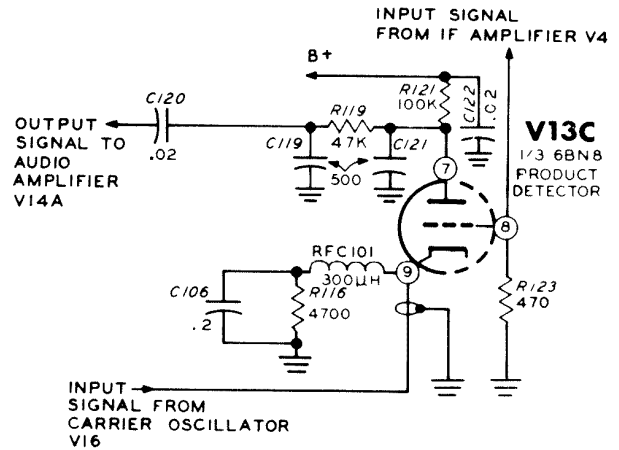 INPUT SIGNAL
FROM IF AMPLIFIER V4
B+
C120
.02
OUTPUT
SIGNAL TO
AUDIO
AMPLIFIER
V14A
R119
47K
C119
C121
500
R121
100K
C122
.02
V13C
1/3 6BN8
PRODUCT
DETECTOR
7
8
9
RFC101
300µH
C106
.2
R116
4700
R123
470
INPUT
SIGNAL FROM
CARRIER OSCILLATOR
V16